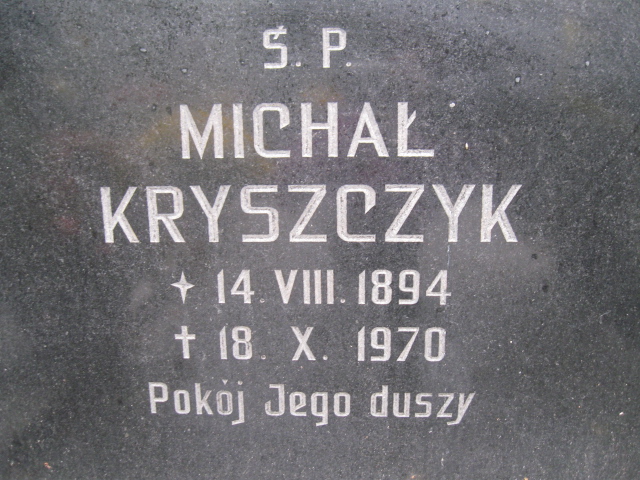 Ś. P.
MICHAŁ
KRYSZCZYK
14. VIII. 1894
† 18. X. 1970
Pokój Jego duszy